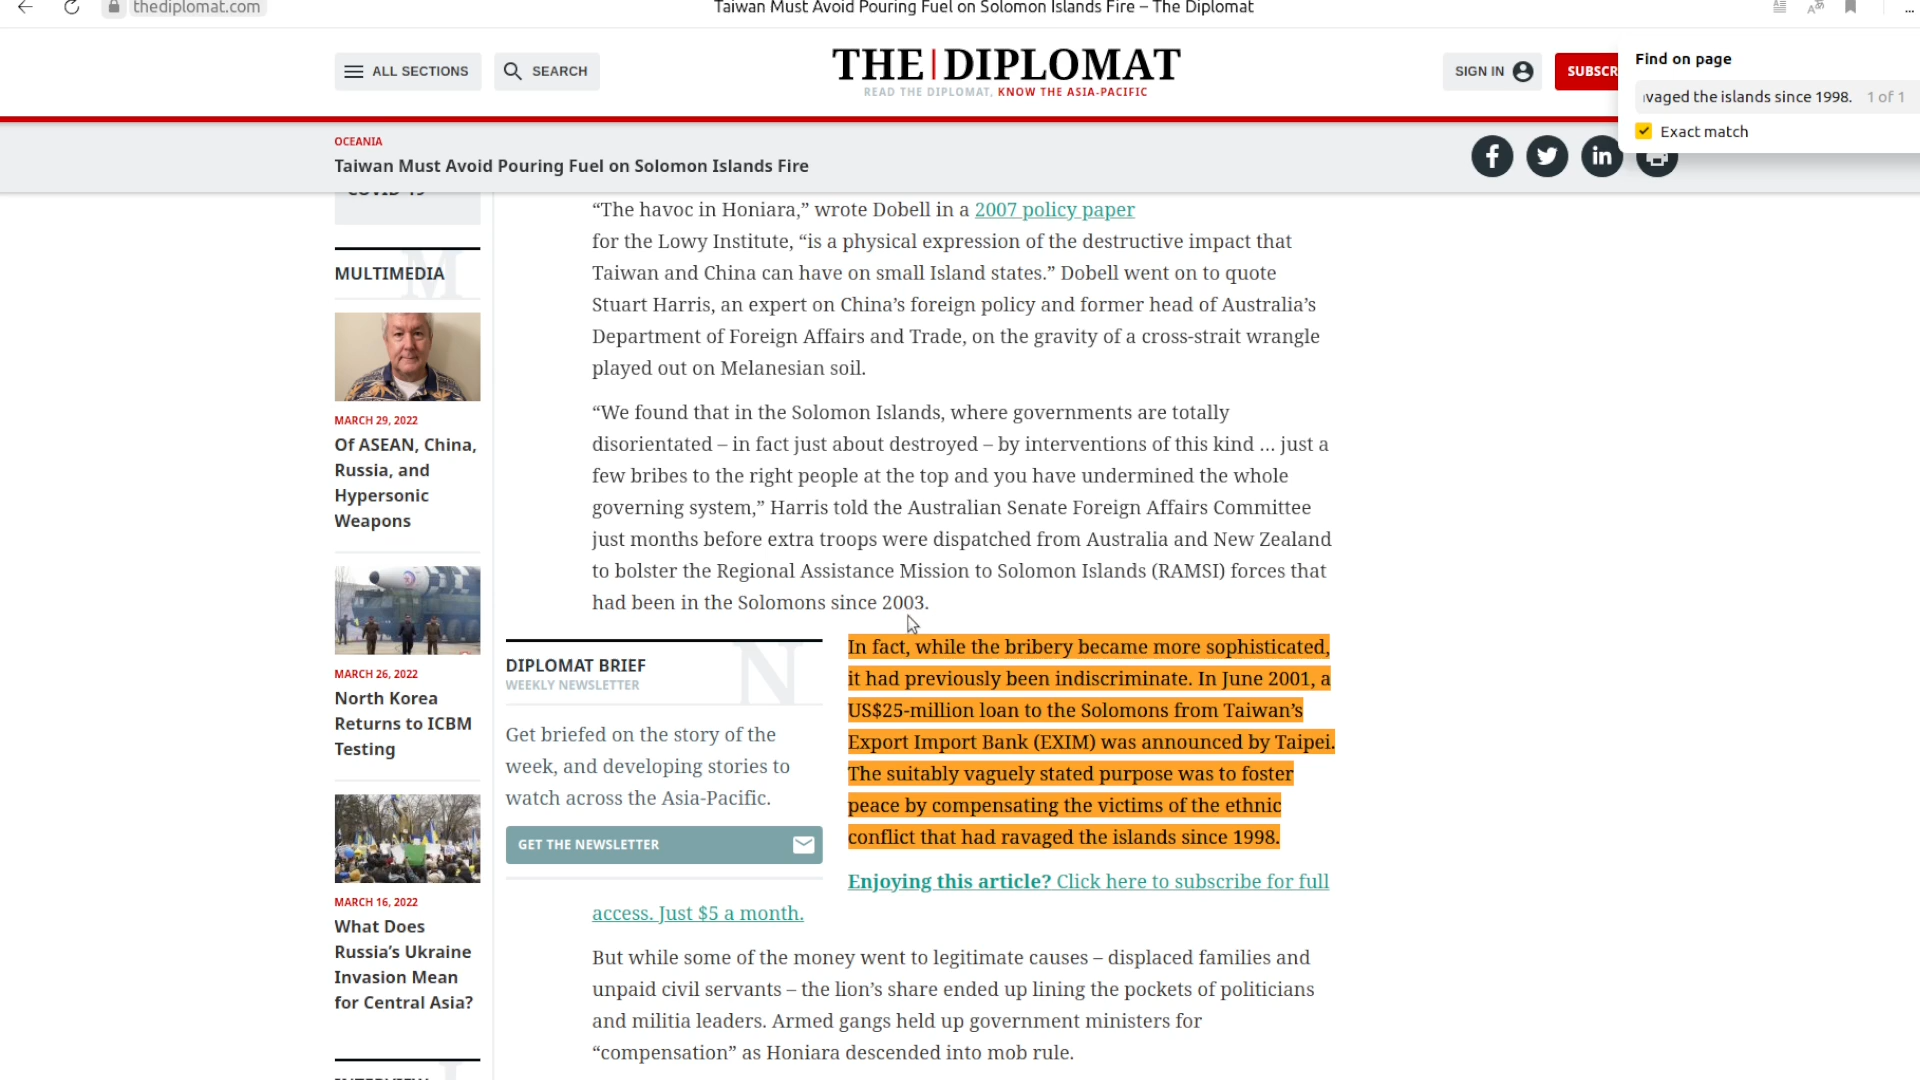 thediplomat.com
Taiwan Must Avoid Pouring Fuel on Solomon Islands Fire – The Diplomat
ALL SECTIONS
SEARCH
THE|DIPLOMAT
READ THE DIPLOMAT, KNOW THE ASIA-PACIFIC
SIGN IN
SUBSCR
Find on page
vaged the islands since 1998. 1 of 1
Exact match
OCEANIA
Taiwan Must Avoid Pouring Fuel on Solomon Islands Fire
COVID-19
MULTIMEDIA
MARCH 29, 2022
Of ASEAN, China,
Russia, and
Hypersonic
Weapons
MARCH 26, 2022
North Korea
Returns to ICBM
Testing
MARCH 16, 2022
What Does
Russia’s Ukraine
Invasion Mean
for Central Asia?
“The havoc in Honiara,” wrote Dobell in a 2007 policy paper
for the Lowy Institute, “is a physical expression of the destructive impact that
Taiwan and China can have on small Island states.” Dobell went on to quote
Stuart Harris, an expert on China’s foreign policy and former head of Australia’s
Department of Foreign Affairs and Trade, on the gravity of a cross-strait wrangle
played out on Melanesian soil.
“We found that in the Solomon Islands, where governments are totally
disorientated – in fact just about destroyed – by interventions of this kind … just a
few bribes to the right people at the top and you have undermined the whole
governing system,” Harris told the Australian Senate Foreign Affairs Committee
just months before extra troops were dispatched from Australia and New Zealand
to bolster the Regional Assistance Mission to Solomon Islands (RAMSI) forces that
had been in the Solomons since 2003.
DIPLOMAT BRIEF
WEEKLY NEWSLETTER
Get briefed on the story of the
week, and developing stories to
watch across the Asia-Pacific.
GET THE NEWSLETTER
In fact, while the bribery became more sophisticated,
it had previously been indiscriminate. In June 2001, a
US$25-million loan to the Solomons from Taiwan’s
Export Import Bank (EXIM) was announced by Taipei.
The suitably vaguely stated purpose was to foster
peace by compensating the victims of the ethnic
conflict that had ravaged the islands since 1998.
Enjoying this article? Click here to subscribe for full
access. Just $5 a month.
But while some of the money went to legitimate causes – displaced families and
unpaid civil servants – the lion’s share ended up lining the pockets of politicians
and militia leaders. Armed gangs held up government ministers for
“compensation” as Honiara descended into mob rule.